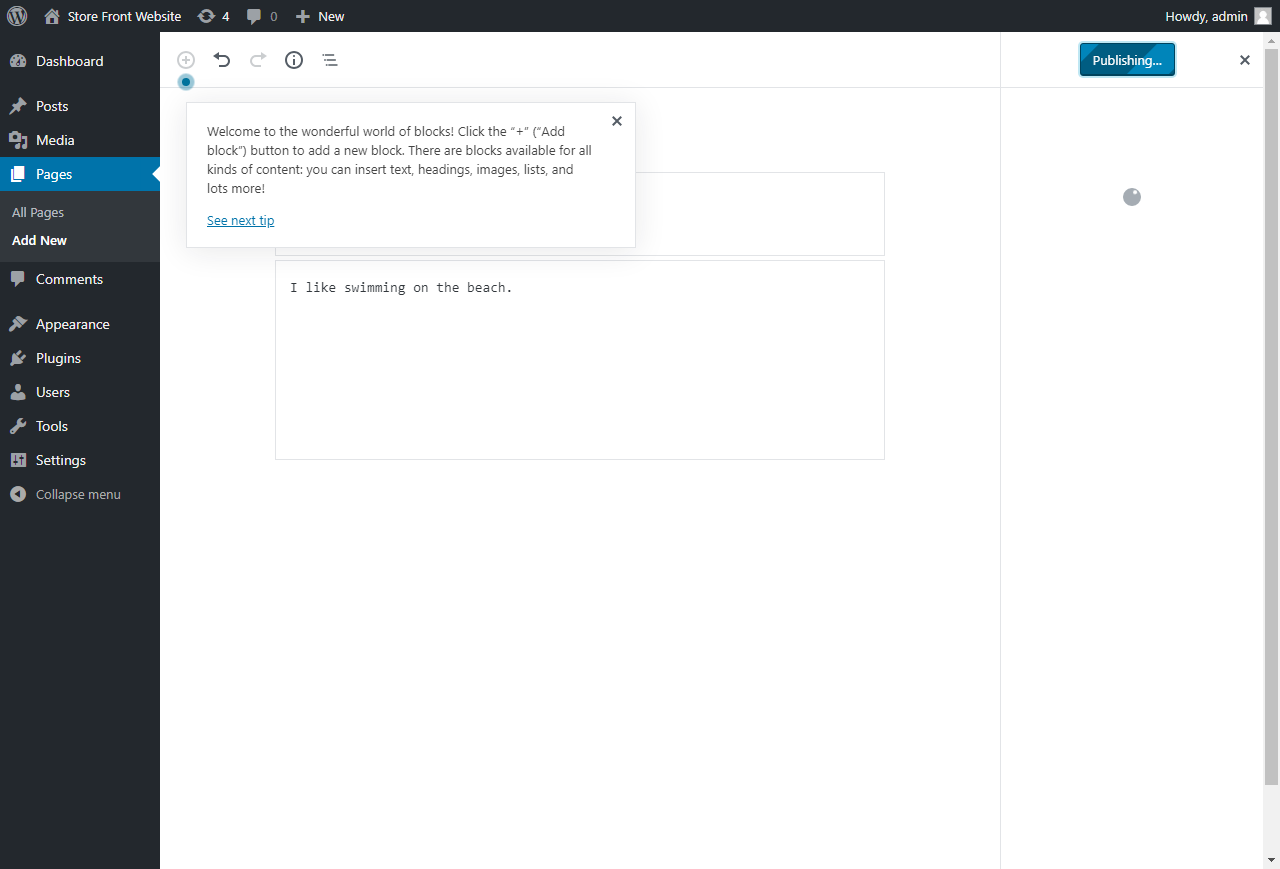 Store Front Website 4 0 New Howdy, admin
Dashboard
Posts
Media
Pages
All Pages
Add New
Comments
Appearance
Plugins
Users
Tools
Settings
Collapse menu
Welcome to the wonderful world of blocks! Click the “+” (“Add
block”) button to add a new block. There are blocks available for all
kinds of content: you can insert text, headings, images, lists, and
lots more!
See next tip
I like swimming on the beach.
Publishing...